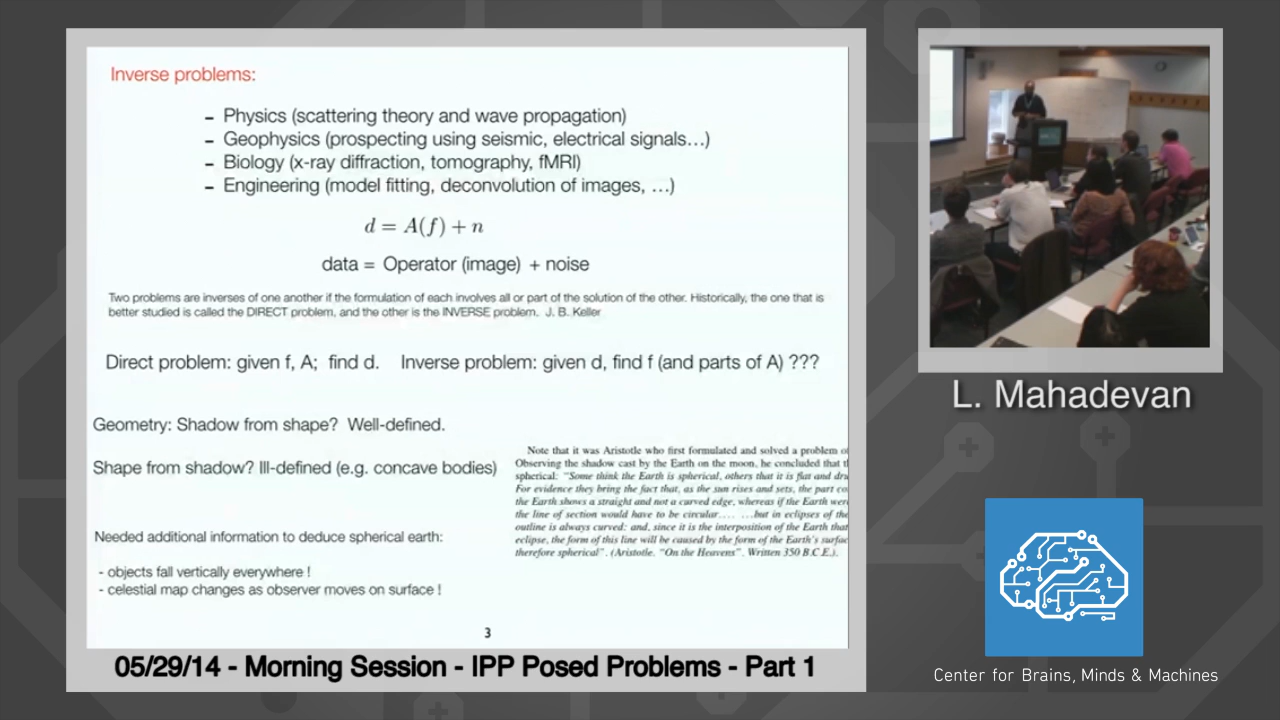 Inverse problems:
- Physics (scattering theory and wave propagation)
- Geophysics (prospecting using seismic, electrical signals...)
- Biology (x-ray diffraction, tomography, fMRI)
- Engineering (model fitting, deconvolution of images, ...)
d = A(f) + n
data = Operator (image) + noise
Two problems are inverses of one another if the formulation of each involves all or part of the solution of the other. Historically, the one that is
better studied is called the DIRECT problem, and the other is the INVERSE problem. J. B. Keller
Direct problem: given f, A; find d. Inverse problem: given d, find f (and parts of A) ???
Geometry: Shadow from shape? Well-defined.
Shape from shadow? Ill-defined (e.g. concave bodies)
Note that it was Aristotle who first formulated and solved a problem
Observing the shadow cast by the Earth on the moon, he concluded that
spherical: "Some think the Earth is spherical, others that it is flat and
For evidence they bring the fact that, as the sun rises and sets, the part
the Earth shows a straight and not a curved edge, whereas if the Earth
the line of section would have to be circular.... ...but in eclipses of the
outline is always curved: and, since it is the interposition of the Earth that
eclipse, the form of this line will be caused by the form of the Earth's
therefore spherical". (Aristotle. "On the Heavens". Written 350 B.C.E.).
Needed additional information to deduce spherical earth:
- objects fall vertically everywhere !
- celestial map changes as observer moves on surface !
3
05/29/14 - Morning Session - IPP Posed Problems - Part 1
L. Mahadevan
Center for Brains, Minds & Machines